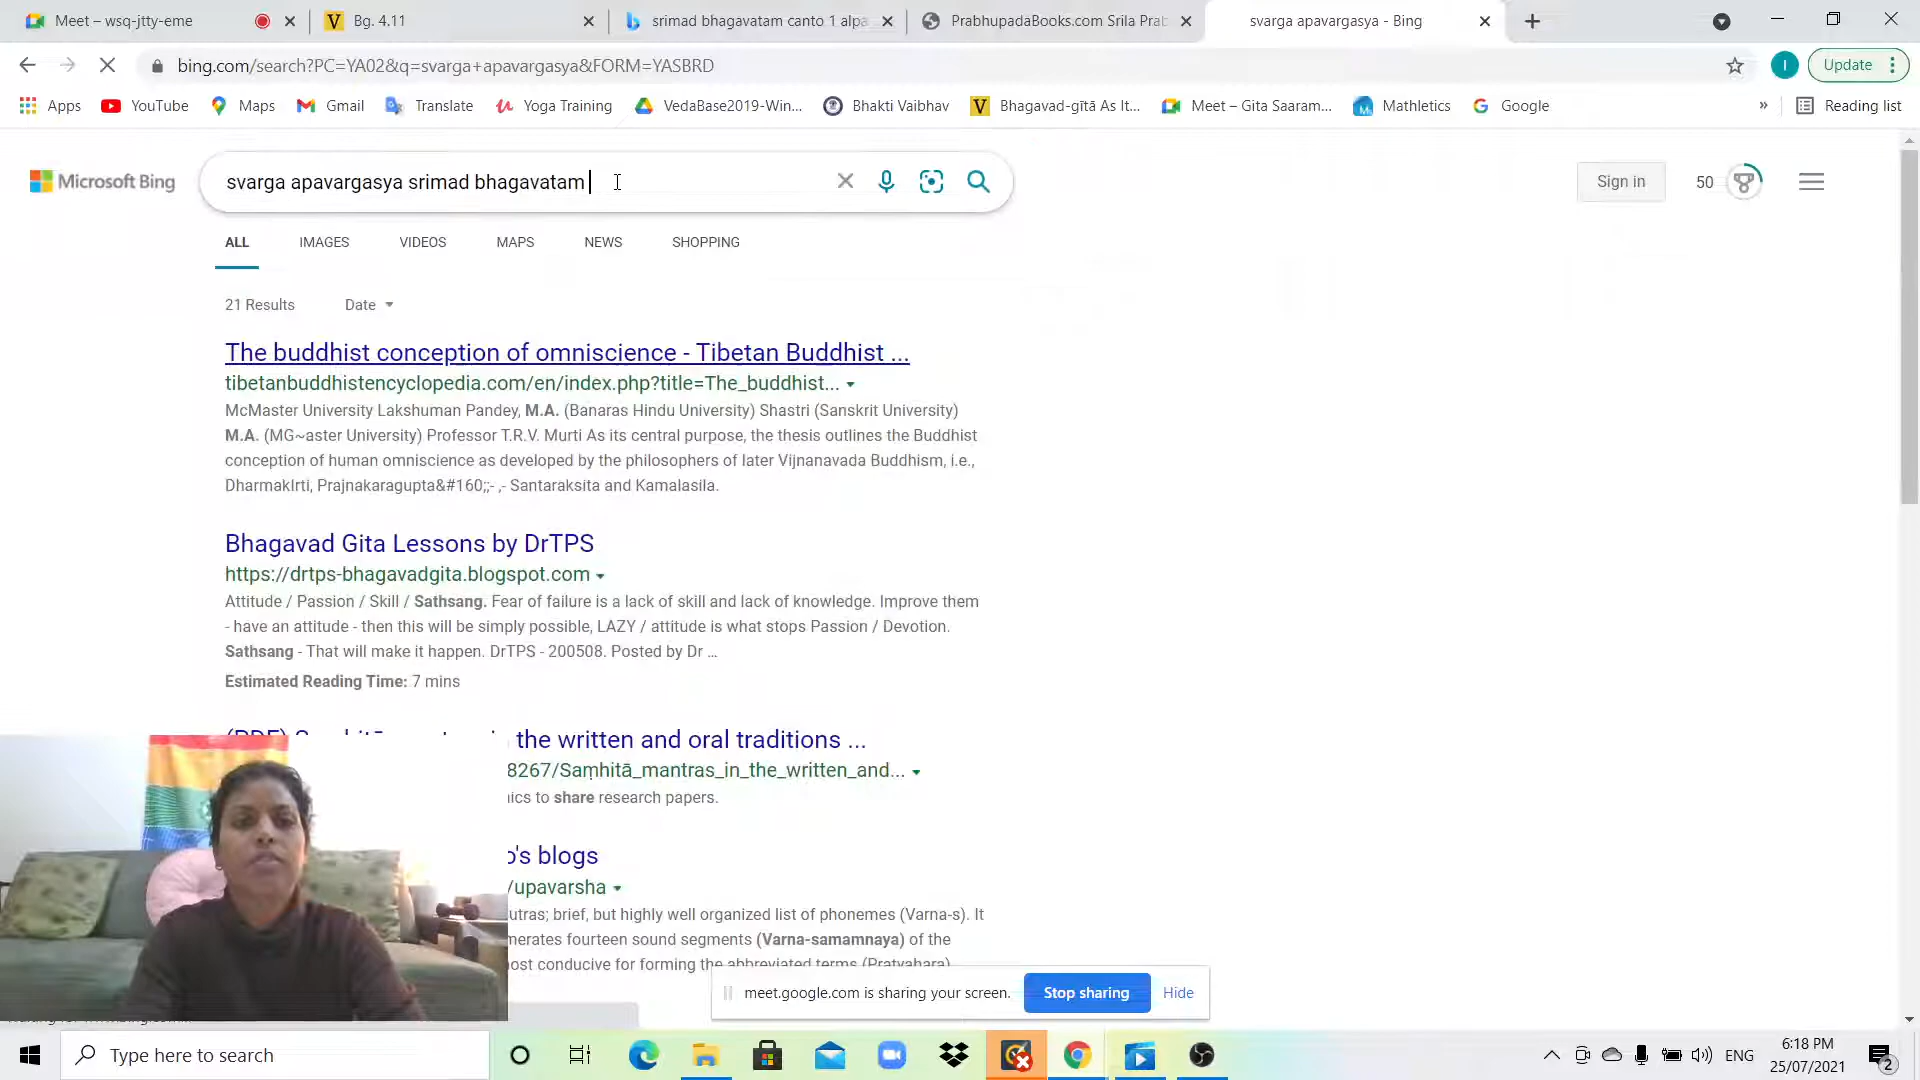 Meet – wsq-jtty-eme
Bg. 4.11
srimad bhagavatam canto 1 alpa
PrabhupadaBooks.com Srila Prab
svarga apavargasya - Bing
bing.com/search?PC=YA02&q=svarga+apavargasya&FORM=YASBRD
I
Update
Apps
YouTube
Maps
Gmail
Translate
Yoga Training
VedaBase2019-Win...
Bhakti Vaibhav
Bhagavad-gītā As It...
Meet – Gita Saaram...
Mathletics
Google
»
Reading list
Microsoft Bing
svarga apavargasya srimad bhagavatam
Sign in
50
ALL
IMAGES
VIDEOS
MAPS
NEWS
SHOPPING
21 Results
Date
The buddhist conception of omniscience - Tibetan Buddhist ...
tibetanbuddhistencyclopedia.com/en/index.php?title=The_buddhist...
McMaster University Lakshuman Pandey, M.A. (Banaras Hindu University) Shastri (Sanskrit University)
M.A. (MG~aster University) Professor T.R.V. Murti As its central purpose, the thesis outlines the Buddhist
conception of human omniscience as developed by the philosophers of later Vijnanavada Buddhism, i.e.,
DharmakIrti, Prajnakaragupta&#160;;- ,- Santaraksita and Kamalasila.
Bhagavad Gita Lessons by DrTPS
https://drtps-bhagavadgita.blogspot.com
Attitude / Passion / Skill / Sathsang. Fear of failure is a lack of skill and lack of knowledge. Improve them
- have an attitude - then this will be simply possible, LAZY / attitude is what stops Passion / Devotion.
Sathsang - That will make it happen. DrTPS - 200508. Posted by Dr ...
Estimated Reading Time: 7 mins
the written and oral traditions ...
8267/Saṃhitā_mantras_in_the_written_and...
to share research papers.
blogs
/upavarsha
brief, but highly well organized list of phonemes (Varna-s). It
fourteen sound segments (Varna-samamnaya) of the
conducive for forming the abbreviated terms (Pratyahara)
meet.google.com is sharing your screen.
Stop sharing
Hide
Type here to search
ENG
6:18 PM
25/07/2021
2